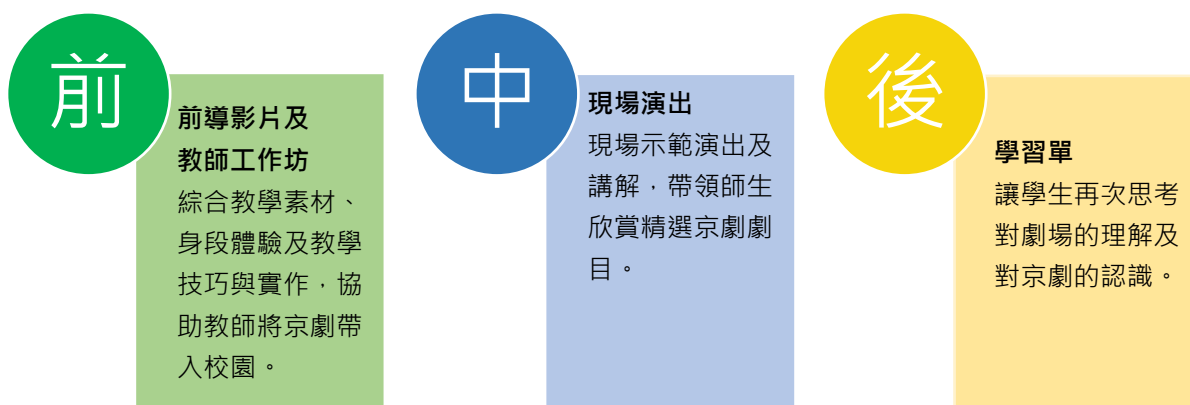 前
前導影片及
教師工作坊
綜合教學素材、
身段體驗及教學
技巧與實作，協
助教師將京劇帶
入校園。
中
現場演出
現場示範演出及
講解，帶領師生
欣賞精選京劇劇
目。
後
學習單
讓學生再次思考
對劇場的理解及
對京劇的認識。